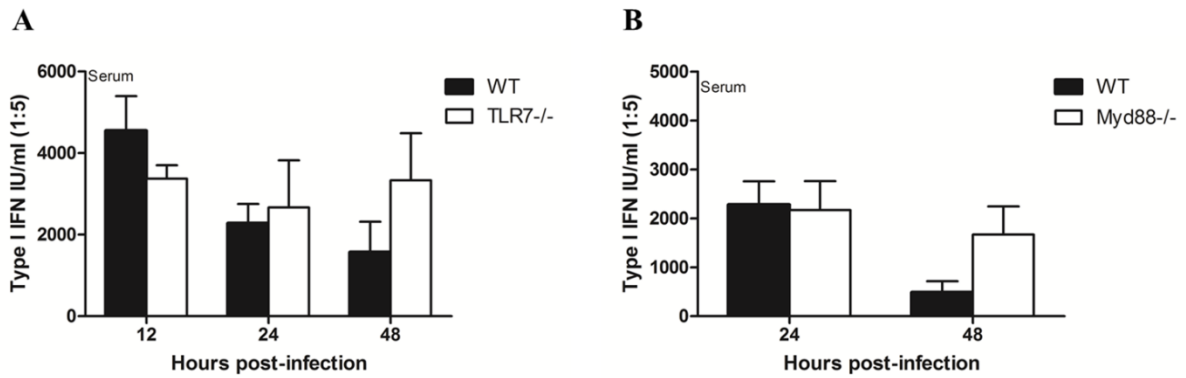 A
Type I IFN IU/ml (1:5)
6000
4000
2000
0
Serum
WT
TLR7-/-
12
24
48
Hours post-infection
B
Type I IFN IU/ml (1:5)
5000
4000
3000
2000
1000
0
Serum
WT
Myd88-/-
24
48
Hours post-infection